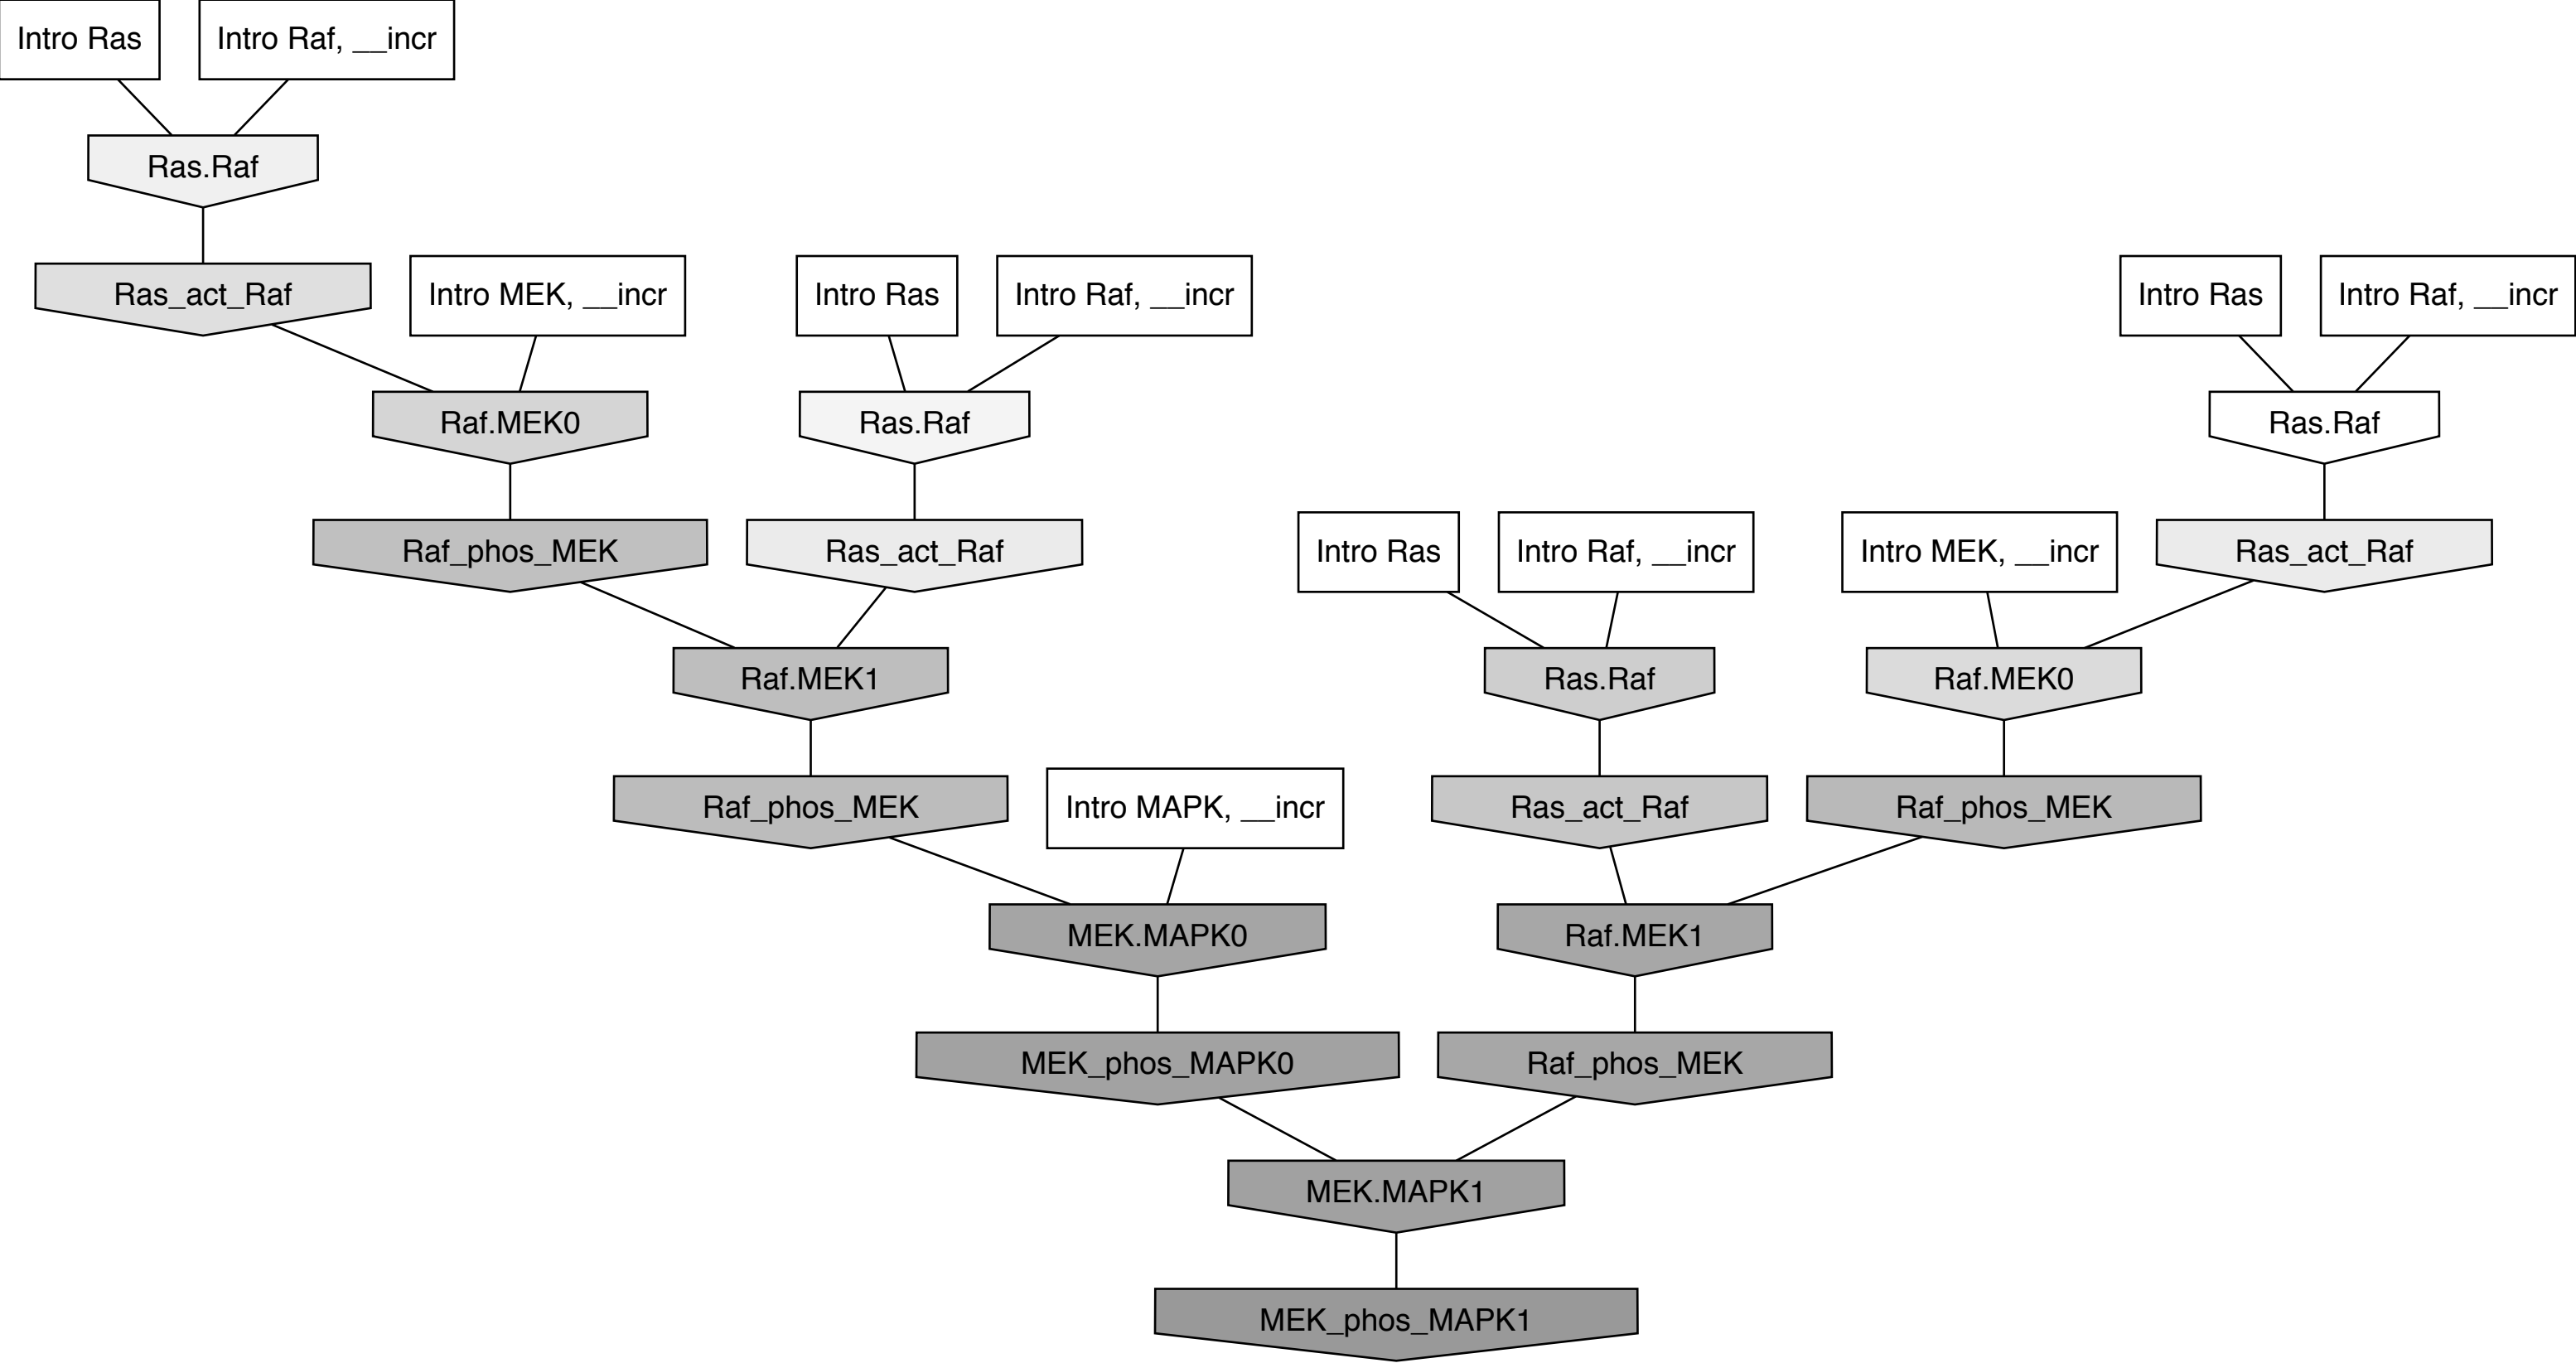 Intro Ras
Intro Raf, __incr
Ras.Raf
Ras_act_Raf
Intro MEK, __incr
Intro Ras
Intro Raf, __incr
Intro Ras
Intro Raf, __incr
Raf.MEK0
Ras.Raf
Ras.Raf
Raf_phos_MEK
Ras_act_Raf
Intro Ras
Intro Raf, __incr
Intro MEK, __incr
Ras_act_Raf
Raf.MEK1
Ras.Raf
Raf.MEK0
Raf_phos_MEK
Intro MAPK, __incr
Ras_act_Raf
Raf_phos_MEK
MEK.MAPK0
Raf.MEK1
MEK_phos_MAPK0
Raf_phos_MEK
MEK.MAPK1
MEK_phos_MAPK1